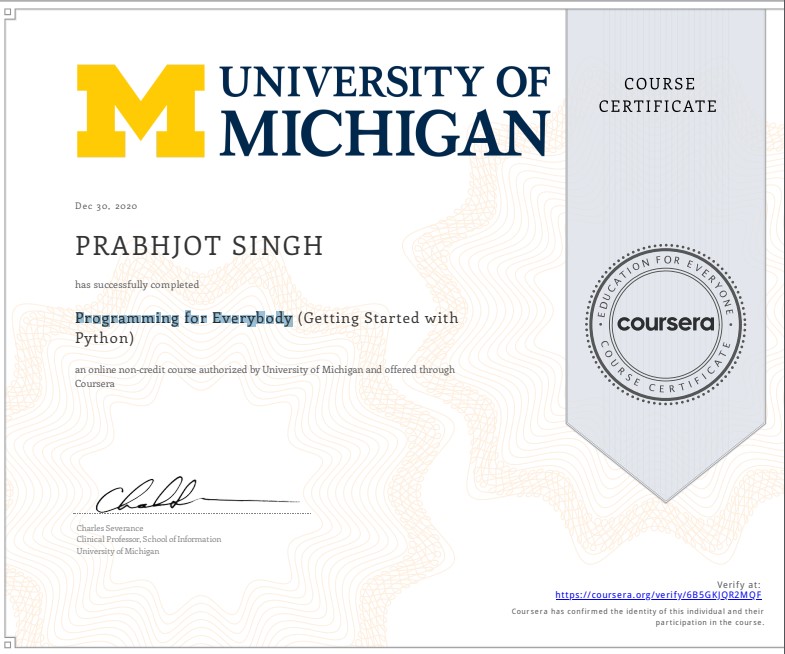 UNIVERSITY OF
MICHIGAN
COURSE
CERTIFICATE
Dec 30, 2020
PRABHJOT SINGH
has successfully completed
Programming for Everybody (Getting Started with
Python)
an online non-credit course authorized by University of Michigan and offered through
Coursera
EDUCATION FOR EVERYONE
coursera
COURSE CERTIFICATE
Charles Severance
Clinical Professor, School of Information
University of Michigan
Verify at:
https://coursera.org/verify/6B5GKJQR2MQF
Coursera has confirmed the identity of this individual and their
participation in the course.